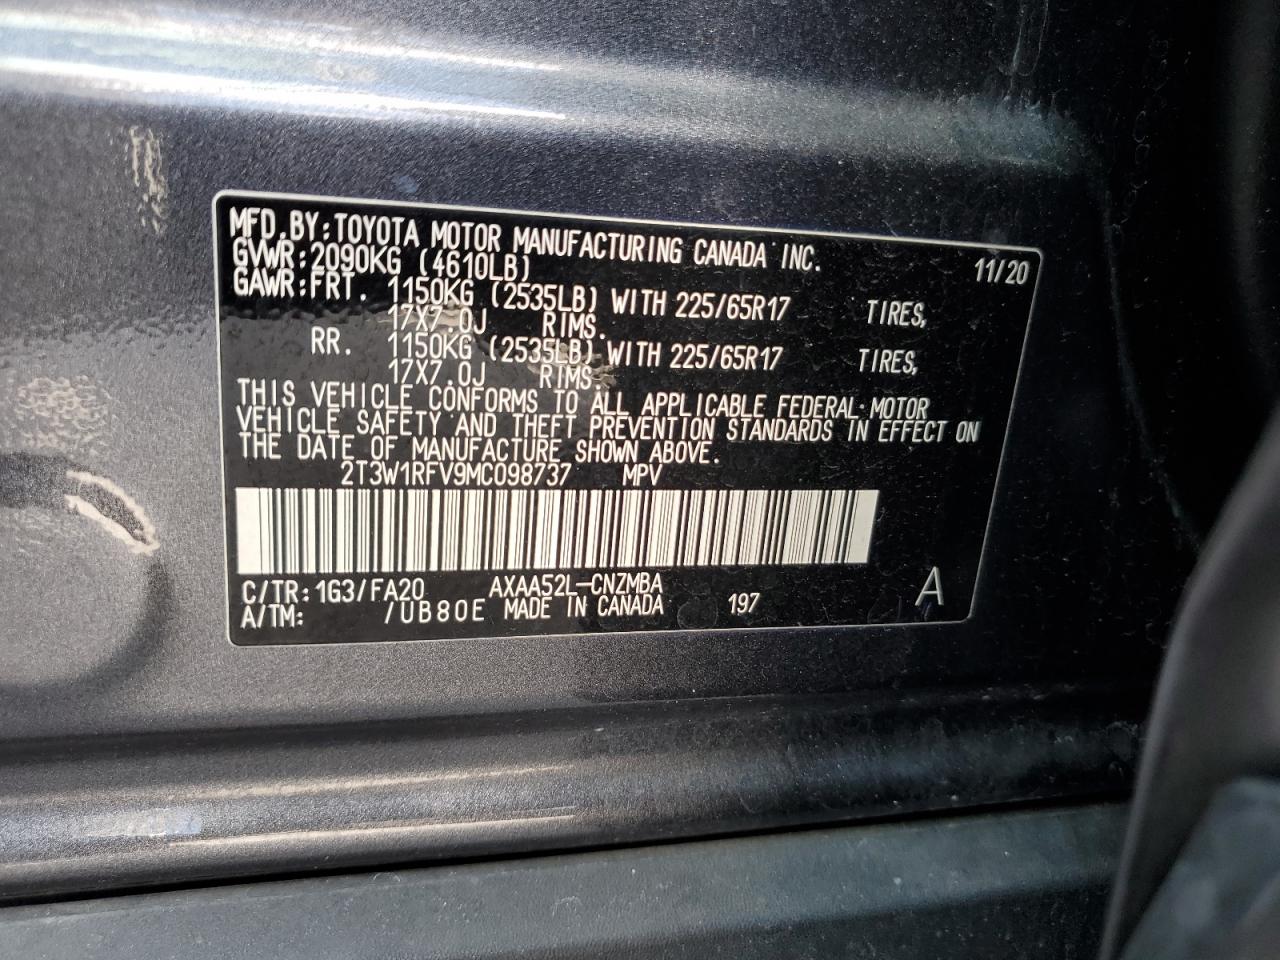 MFD.BY:TOYOTA MOTOR MANUFACTURING CANADA INC. 11/20
GVWR:2090KG (4610LB)
GAWR:FRT. 1150KG (2535LB) WITH 225/65R17 TIRES,
17X7.0J RIMS.
RR. 1150KG (2535LB) WITH 225/65R17 TIRES,
17X7.0J RIMS.
THIS VEHICLE CONFORMS TO ALL APPLICABLE FEDERAL MOTOR
VEHICLE SAFETY AND THEFT PREVENTION STANDARDS IN EFFECT ON
THE DATE OF MANUFACTURE SHOWN ABOVE.
2T3W1RFV9MC098737 MPV
C/TR:1G3/FA20 AXAA52L-CNZMBA
A/TM: /UB80E MADE IN CANADA 197 A